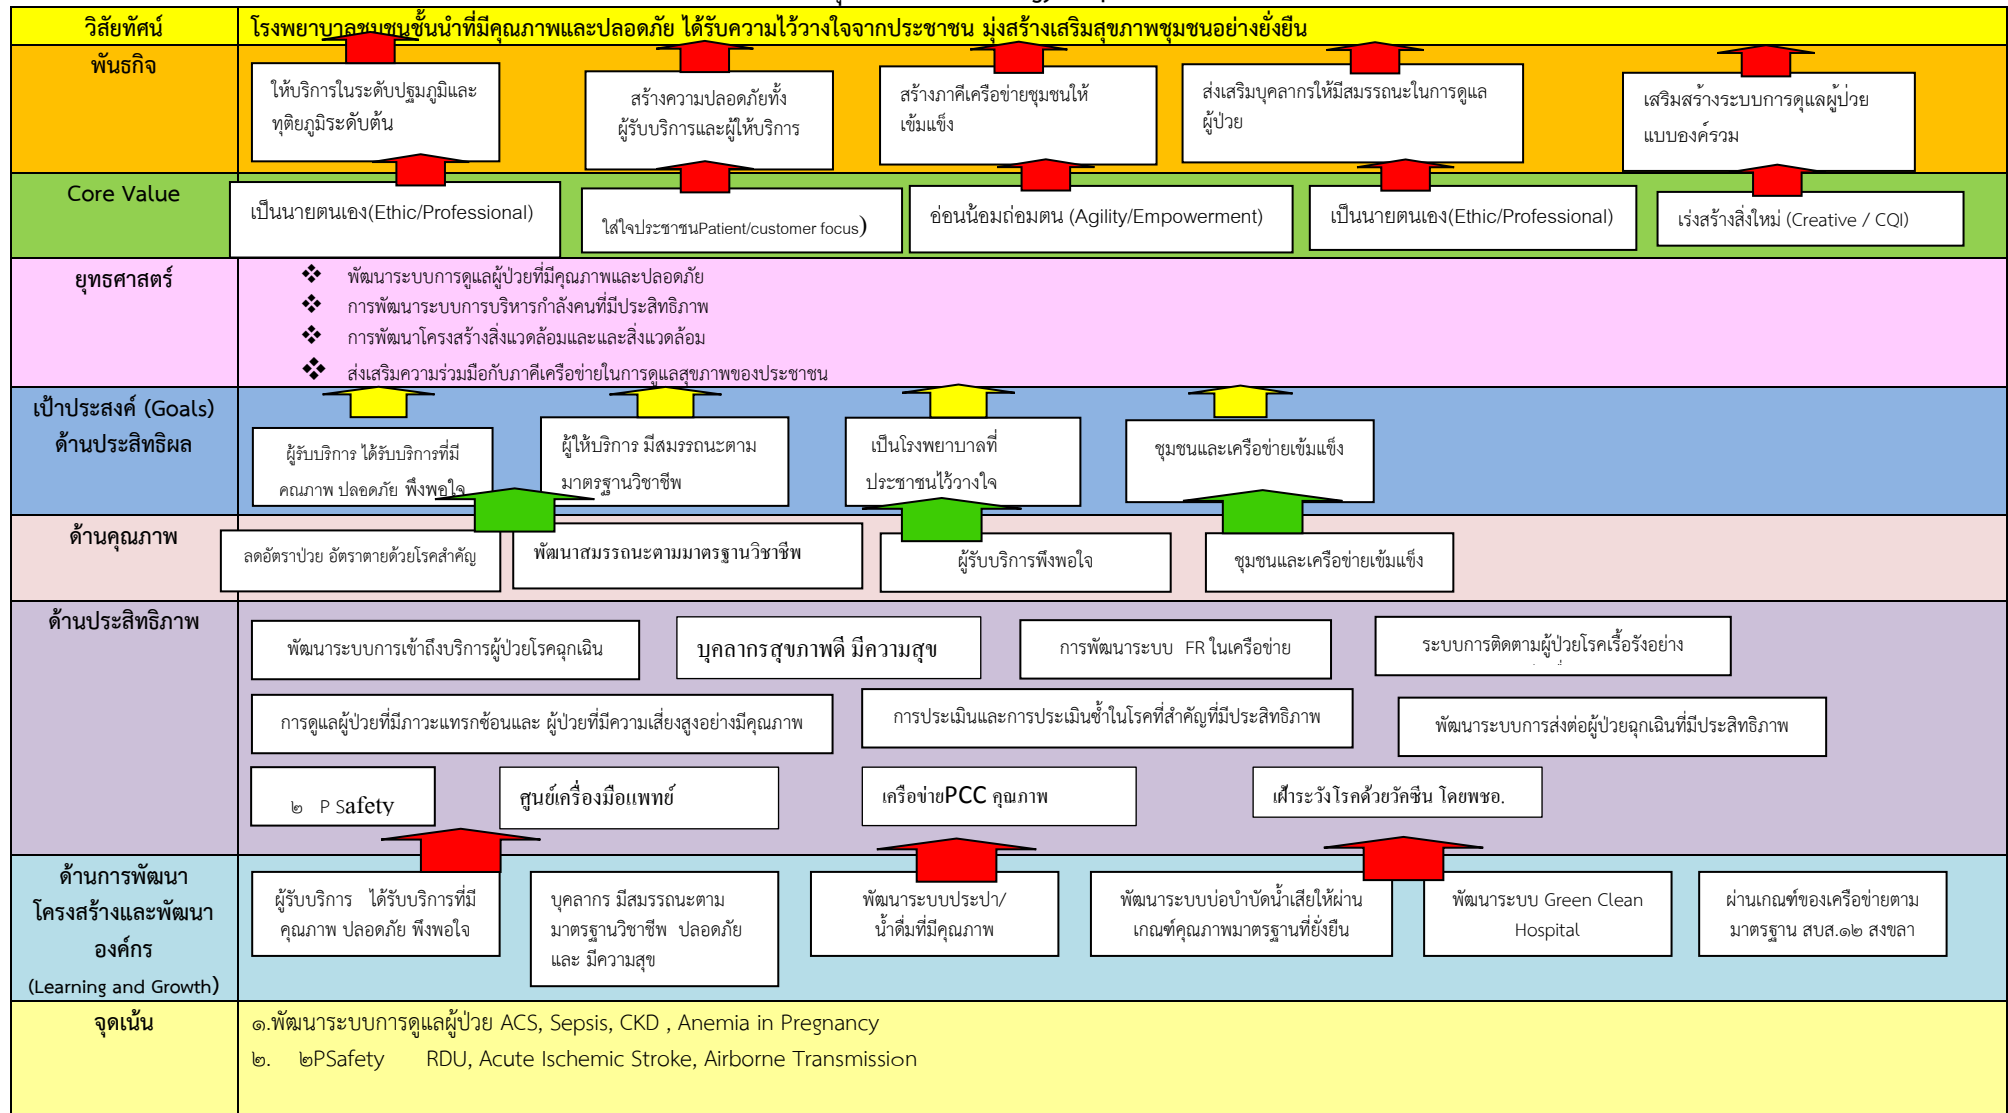 วิสัยทัศน์
โรงพยาบาลชุมชนชั้นนำที่มีคุณภาพและปลอดภัย ได้รับความไว้วางใจจากประชาชน มุ่งสร้างเสริมสุขภาพชุมชนอย่างยั่งยืน
พันธกิจ
ให้บริการในระดับปฐมภูมิและ
ทุติยภูมิระดับต้น
สร้างความปลอดภัยทั้ง
ผู้รับบริการและผู้ให้บริการ
สร้างภาคีเครือข่ายชุมชนให้
เข้มแข็ง
ส่งเสริมบุคลากรให้มีสมรรถนะในการดูแล
ผู้ป่วย
เสริมสร้างระบบการดูแลผู้ป่วย
แบบองค์รวม
Core Value
เป็นนายตนเอง(Ethic/Professional)
ใส่ใจประชาชนPatient/customer focus)
อ่อนน้อมถ่อมตน (Agility/Empowerment)
เป็นนายตนเอง(Ethic/Professional)
เร่งสร้างสิ่งใหม่ (Creative / CQI)
ยุทธศาสตร์
❖ พัฒนาระบบการดูแลผู้ป่วยที่มีคุณภาพและปลอดภัย
❖ การพัฒนาระบบการบริหารกำลังคนที่มีประสิทธิภาพ
❖ การพัฒนาโครงสร้างสิ่งแวดล้อมและและสิ่งแวดล้อม
❖ ส่งเสริมความร่วมมือกับภาคีเครือข่ายในการดูแลสุขภาพของประชาชน
เป้าประสงค์ (Goals)
ด้านประสิทธิผล
ผู้รับบริการ ได้รับบริการที่มี
คุณภาพ ปลอดภัย พึงพอใจ
ผู้ให้บริการ มีสมรรถนะตาม
มาตรฐานวิชาชีพ
เป็นโรงพยาบาลที่
ประชาชนไว้วางใจ
ชุมชนและเครือข่ายเข้มแข็ง
ด้านคุณภาพ
ลดอัตราป่วย อัตราตายด้วยโรคสำคัญ
พัฒนาสมรรถนะตามมาตรฐานวิชาชีพ
ผู้รับบริการพึงพอใจ
ชุมชนและเครือข่ายเข้มแข็ง
ด้านประสิทธิภาพ
พัฒนาระบบการเข้าถึงบริการผู้ป่วยโรคฉุกเฉิน
บุคลากรสุขภาพดี มีความสุข
การพัฒนาระบบ FR ในเครือข่าย
ระบบการติดตามผู้ป่วยโรคเรื้อรังอย่าง
การดูแลผู้ป่วยที่มีภาวะแทรกซ้อนและ ผู้ป่วยที่มีความเสี่ยงสูงอย่างมีคุณภาพ
การประเมินและการประเมินซ้ำในโรคที่สำคัญที่มีประสิทธิภาพ
พัฒนาระบบการส่งต่อผู้ป่วยฉุกเฉินที่มีประสิทธิภาพ
๒ P Safety
ศูนย์เครื่องมือแพทย์
เครือข่ายPCC คุณภาพ
เฝ้าระวังโรคด้วยวัคซีน โดยพชอ.
ด้านการพัฒนา
โครงสร้างและพัฒนา
องค์กร
(Learning and Growth)
ผู้รับบริการ ได้รับบริการที่มี
คุณภาพ ปลอดภัย พึงพอใจ
บุคลากร มีสมรรถนะตาม
มาตรฐานวิชาชีพ ปลอดภัย
และ มีความสุข
พัฒนาระบบประปา/
น้ำดื่มที่มีคุณภาพ
พัฒนาระบบบ่อบำบัดน้ำเสียให้ผ่าน
เกณฑ์คุณภาพมาตรฐานที่ยั่งยืน
พัฒนาระบบ Green Clean
Hospital
ผ่านเกณฑ์ของเครือข่ายตาม
มาตรฐาน สบส.๑๒ สงขลา
จุดเน้น
๑.พัฒนาระบบการดูแลผู้ป่วย ACS, Sepsis, CKD , Anemia in Pregnancy
๒. ๒PSafety RDU, Acute Ischemic Stroke, Airborne Transmission